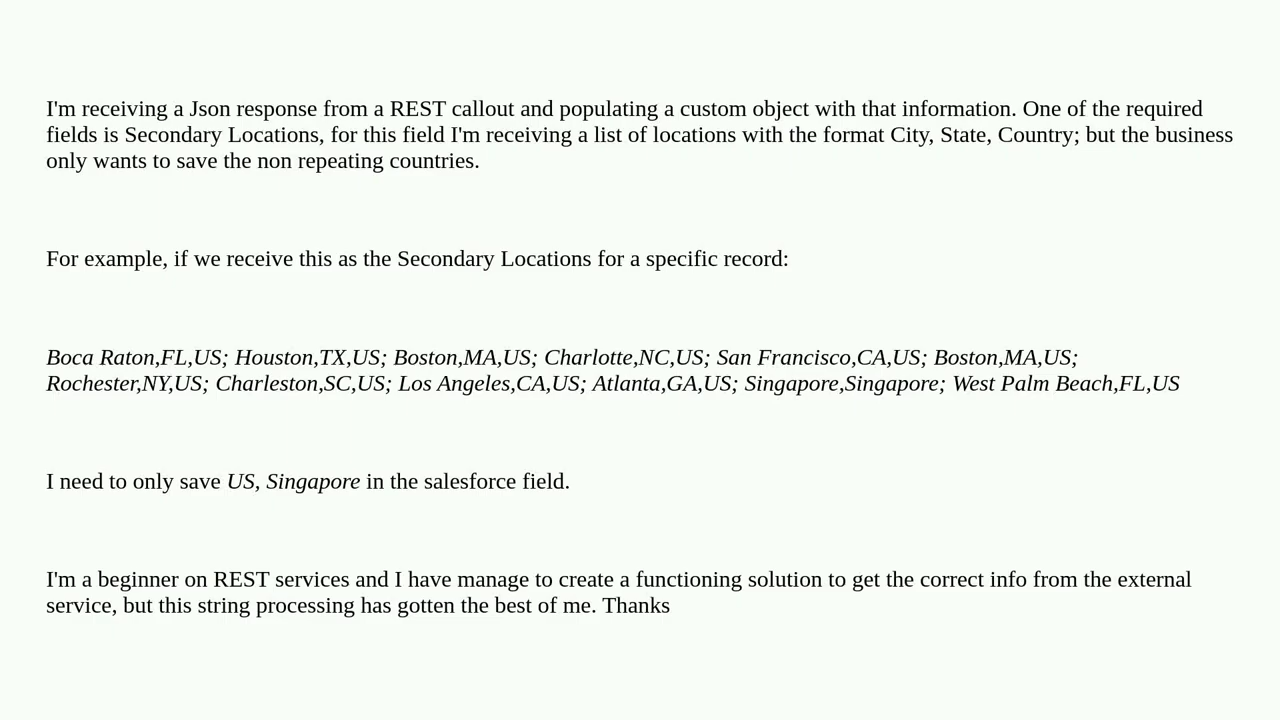 I'm receiving a Json response from a REST callout and populating a custom object with that information. One of the required
fields is Secondary Locations, for this field I'm receiving a list of locations with the format City, State, Country; but the business
only wants to save the non repeating countries.
For example, if we receive this as the Secondary Locations for a specific record:
Boca Raton,FL,US; Houston,TX,US; Boston,MA,US; Charlotte,NC,US; San Francisco,CA,US; Boston,MA,US;
Rochester,NY,US; Charleston,SC,US; Los Angeles,CA,US; Atlanta,GA,US; Singapore,Singapore; West Palm Beach,FL,US
I need to only save US, Singapore in the salesforce field.
I'm a beginner on REST services and I have manage to create a functioning solution to get the correct info from the external
service, but this string processing has gotten the best of me. Thanks